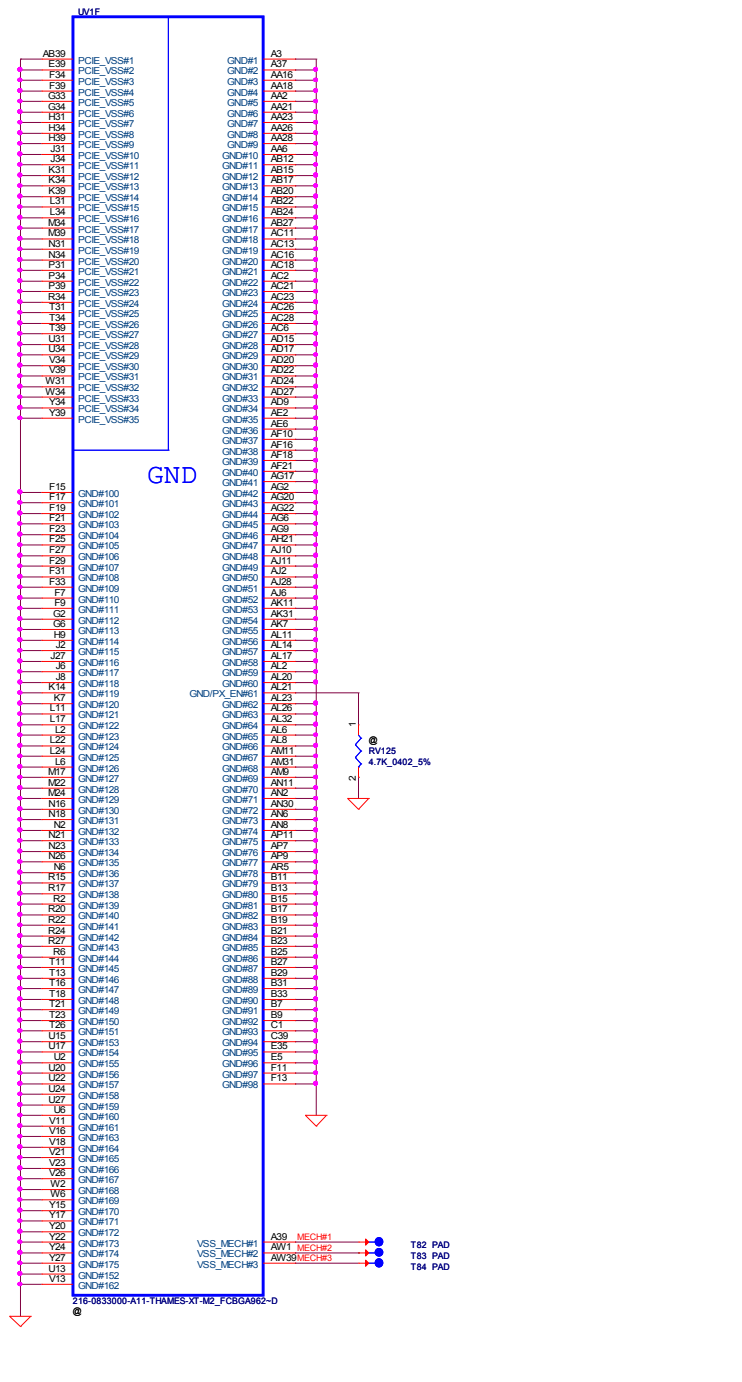 UV1F
AB39 PCIE_VSS#1
E39 PCIE_VSS#2
F34 PCIE_VSS#3
F39 PCIE_VSS#4
G33 PCIE_VSS#5
G34 PCIE_VSS#6
H31 PCIE_VSS#7
H34 PCIE_VSS#8
H39 PCIE_VSS#9
J31 PCIE_VSS#10
J34 PCIE_VSS#11
K31 PCIE_VSS#12
K34 PCIE_VSS#13
K39 PCIE_VSS#14
L31 PCIE_VSS#15
L34 PCIE_VSS#16
M34 PCIE_VSS#17
M39 PCIE_VSS#18
N31 PCIE_VSS#19
N34 PCIE_VSS#20
P31 PCIE_VSS#21
P34 PCIE_VSS#22
P39 PCIE_VSS#23
R34 PCIE_VSS#24
T31 PCIE_VSS#25
T34 PCIE_VSS#26
T39 PCIE_VSS#27
U31 PCIE_VSS#28
U34 PCIE_VSS#29
V34 PCIE_VSS#30
V39 PCIE_VSS#31
W31 PCIE_VSS#32
W34 PCIE_VSS#33
Y34 PCIE_VSS#34
Y39 PCIE_VSS#35
GND
F15 GND#100
F17 GND#101
F19 GND#102
F21 GND#103
F23 GND#104
F25 GND#105
F27 GND#106
F29 GND#107
F31 GND#108
F33 GND#109
F7 GND#110
F9 GND#111
G2 GND#112
G6 GND#113
H9 GND#114
J2 GND#115
J27 GND#116
J6 GND#117
J8 GND#118
K14 GND#119
K7 GND#120
L11 GND#121
L17 GND#122
L2 GND#123
L22 GND#124
L24 GND#125
L6 GND#126
M17 GND#127
M22 GND#128
M24 GND#129
N16 GND#130
N18 GND#131
N2 GND#132
N21 GND#133
N23 GND#134
N26 GND#135
N6 GND#136
R15 GND#137
R17 GND#138
R2 GND#139
R20 GND#140
R22 GND#141
R24 GND#142
R27 GND#143
R6 GND#144
T11 GND#145
T13 GND#146
T16 GND#147
T18 GND#148
T21 GND#149
T23 GND#150
T26 GND#151
U15 GND#153
U17 GND#154
U2 GND#155
U20 GND#156
U22 GND#157
U24 GND#158
U27 GND#159
U6 GND#160
V11 GND#161
V16 GND#163
V18 GND#164
V21 GND#165
V23 GND#166
V26 GND#167
W2 GND#168
W6 GND#169
Y15 GND#170
Y17 GND#171
Y20 GND#172
Y22 GND#173
Y24 GND#174
Y27 GND#175
U13 GND#152
V13 GND#162
GND#1 A3
GND#2 A37
GND#3 AA16
GND#4 AA18
GND#5 AA2
GND#6 AA21
GND#7 AA23
GND#8 AA26
GND#9 AA28
GND#10 AA6
GND#11 AB12
GND#12 AB15
GND#13 AB17
GND#14 AB20
GND#15 AB22
GND#16 AB24
GND#17 AB27
GND#18 AC11
GND#19 AC13
GND#20 AC16
GND#21 AC18
GND#22 AC2
GND#23 AC21
GND#24 AC23
GND#25 AC26
GND#26 AC28
GND#27 AC6
GND#28 AD15
GND#29 AD17
GND#30 AD20
GND#31 AD22
GND#32 AD24
GND#33 AD27
GND#34 AD9
GND#35 AE2
GND#36 AE6
GND#37 AF10
GND#38 AF16
GND#39 AF18
GND#40 AF21
GND#41 AG17
GND#42 AG2
GND#43 AG20
GND#44 AG22
GND#45 AG6
GND#46 AG9
GND#47 AH21
GND#48 AJ10
GND#49 AJ11
GND#50 AJ2
GND#51 AJ28
GND#52 AJ6
GND#53 AK11
GND#54 AK31
GND#55 AK7
GND#56 AL11
GND#57 AL14
GND#58 AL17
GND#59 AL2
GND#60 AL20
GND/PX_EN#61 AL21
GND#62 AL23
GND#63 AL26
GND#64 AL32
GND#65 AL6
GND#66 AL8
GND#67 AM11
GND#68 AM31
GND#69 AM9
GND#70 AN11
GND#71 AN2
GND#72 AN30
GND#73 AN6
GND#74 AN8
GND#75 AP11
GND#76 AP7
GND#77 AP9
GND#78 AR5
GND#79 B11
GND#80 B13
GND#81 B15
GND#82 B17
GND#83 B19
GND#84 B21
GND#85 B23
GND#86 B25
GND#87 B27
GND#88 B29
GND#89 B31
GND#90 B33
GND#91 B7
GND#92 B9
GND#93 C1
GND#94 C39
GND#95 E35
GND#96 E5
GND#97 F11
GND#98 F13
1
@
RV125
4.7K_0402_5%
2
VSS_MECH#1 A39 MECH#1 T82 PAD
VSS_MECH#2 AW1 MECH#2 T83 PAD
VSS_MECH#3 AW39 MECH#3 T84 PAD
216-0833000-A11-THAMES-XT-M2_FCBGA962~D
@